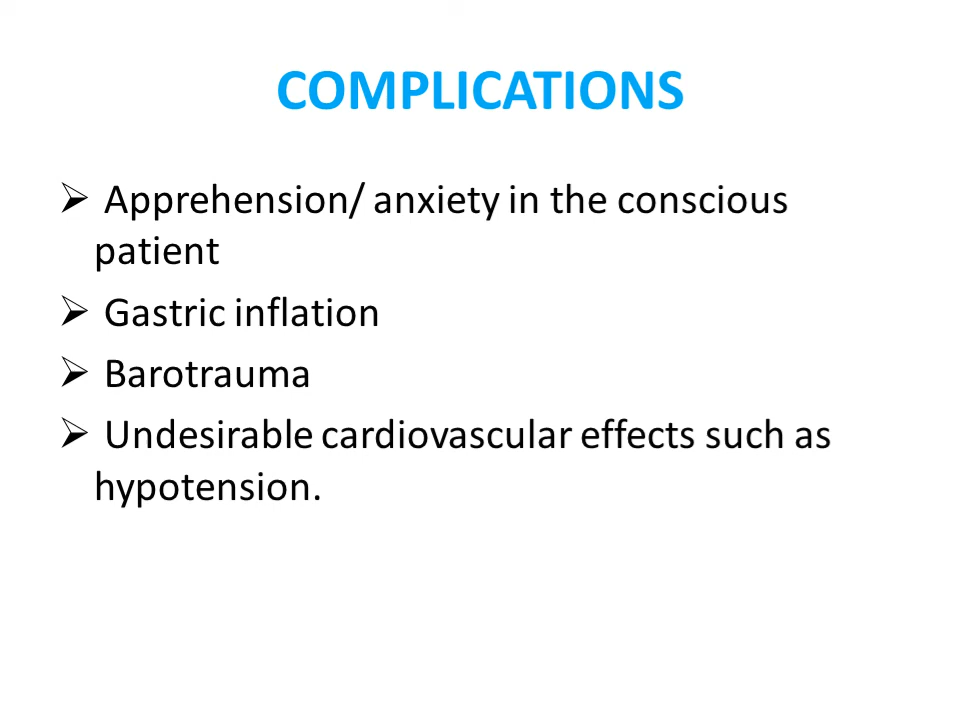 COMPLICATIONS
➢ Apprehension/ anxiety in the conscious
patient
➢ Gastric inflation
➢ Barotrauma
➢ Undesirable cardiovascular effects such as
hypotension.